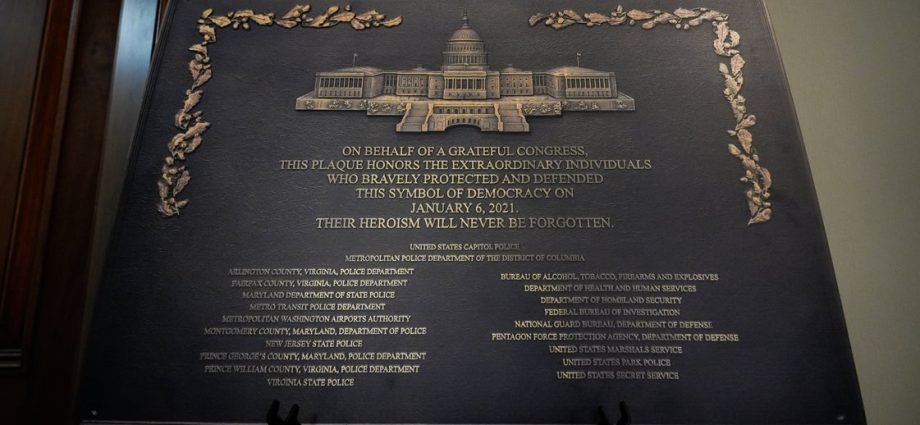 ON BEHALF OF A GRATEFUL CONGRESS,
THIS PLAQUE HONORS THE EXTRAORDINARY INDIVIDUALS
WHO BRAVELY PROTECTED AND DEFENDED
THIS SYMBOL OF DEMOCRACY ON
JANUARY 6, 2021.
THEIR HEROISM WILL NEVER BE FORGOTTEN.
UNITED STATES CAPITOL POLICE
METROPOLITAN POLICE DEPARTMENT OF THE DISTRICT OF COLUMBIA
ARLINGTON COUNTY, VIRGINIA, POLICE DEPARTMENT
FAIRFAX COUNTY, VIRGINIA, POLICE DEPARTMENT
MARYLAND DEPARTMENT OF STATE POLICE
METRO TRANSIT POLICE DEPARTMENT
METROPOLITAN WASHINGTON AIRPORTS AUTHORITY
MONTGOMERY COUNTY, MARYLAND, DEPARTMENT OF POLICE
NEW JERSEY STATE POLICE
PRINCE GEORGE'S COUNTY, MARYLAND, POLICE DEPARTMENT
PRINCE WILLIAM COUNTY, VIRGINIA, POLICE DEPARTMENT
VIRGINIA STATE POLICE
BUREAU OF ALCOHOL, TOBACCO, FIREARMS AND EXPLOSIVES
DEPARTMENT OF HEALTH AND HUMAN SERVICES
DEPARTMENT OF HOMELAND SECURITY
FEDERAL BUREAU OF INVESTIGATION
NATIONAL GUARD BUREAU, DEPARTMENT OF DEFENSE
PENTAGON FORCE PROTECTION AGENCY, DEPARTMENT OF DEFENSE
UNITED STATES MARSHALS SERVICE
UNITED STATES PARK POLICE
UNITED STATES SECRET SERVICE